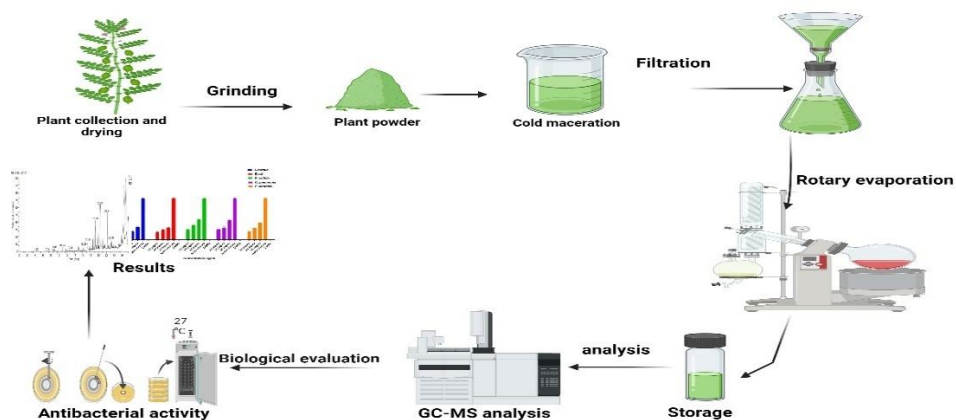 Grinding
Filtration
Plant collection and
drying
Plant powder
Cold maceration
Rotary evaporation
Results
27
°C
Biological evaluation
analysis
Antibacterial activity
GC-MS analysis
Storage